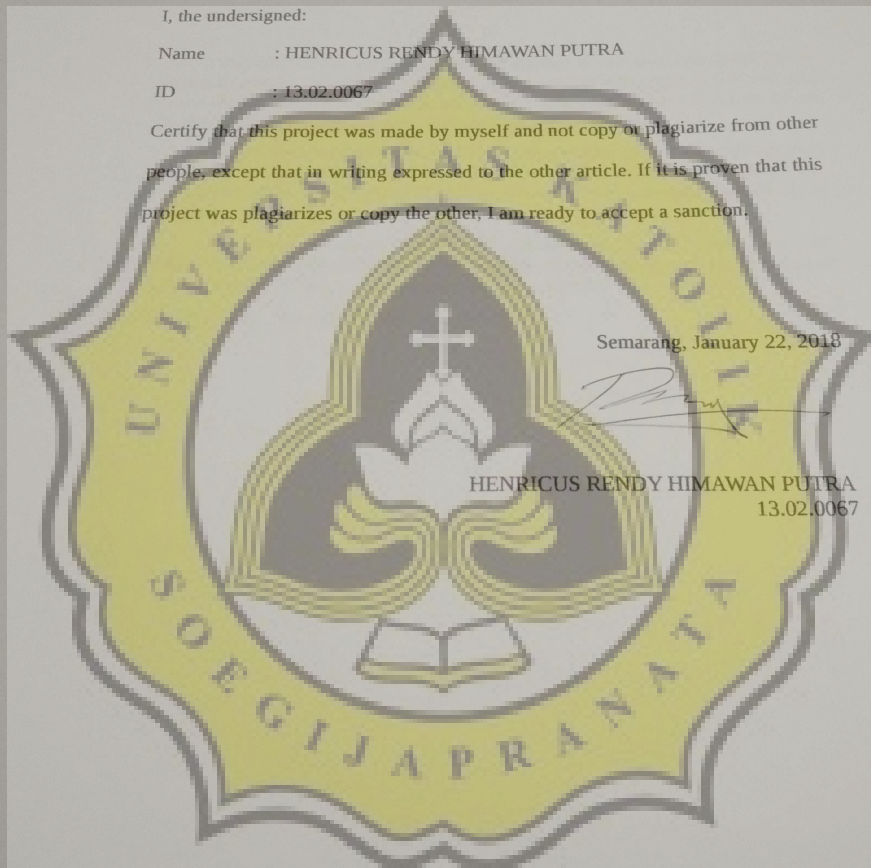 I, the undersigned:
Name : HENRICUS RENDY HIMAWAN PUTRA
ID : 13.02.0067
Certify that this project was made by myself and not copy or plagiarize from other
people, except that in writing expressed to the other article. If it is proven that this
project was plagiarizes or copy the other, I am ready to accept a sanction.
UNIVERSITAS KATOLIK
Semarang, January 22, 2018
HENRICUS RENDY HIMAWAN PUTRA
13.02.0067
SOEGIJAPRANATA